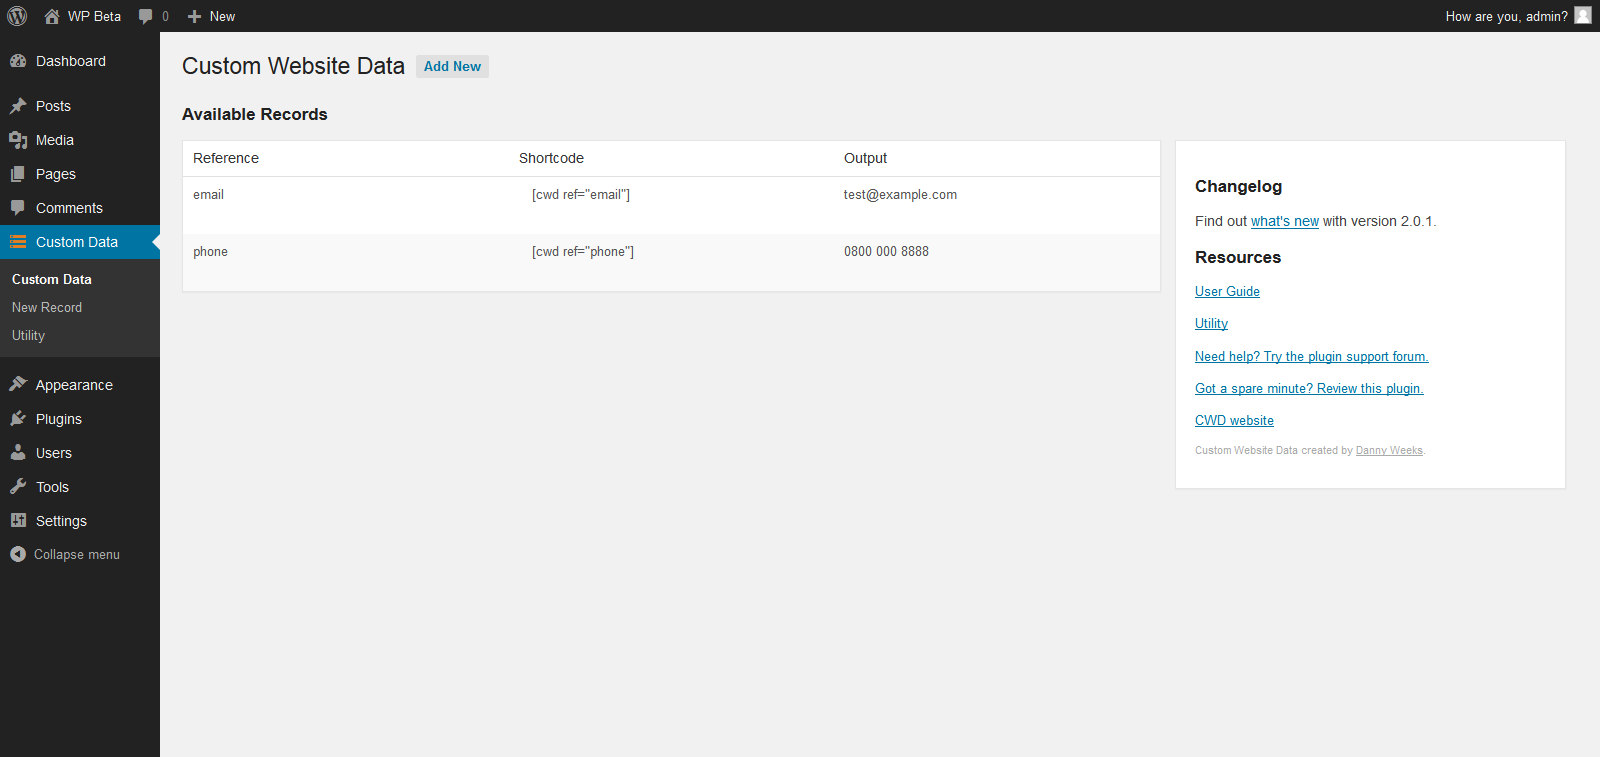 WP Beta 0 New How are you, admin?
Dashboard
Posts
Media
Pages
Comments
Custom Data
Custom Data
New Record
Utility
Appearance
Plugins
Users
Tools
Settings
Collapse menu
Custom Website Data Add New
Available Records
Reference Shortcode Output
email [cwd ref="email"] test@example.com
phone [cwd ref="phone"] 0800 000 8888
Changelog
Find out what's new with version 2.0.1.
Resources
User Guide
Utility
Need help? Try the plugin support forum.
Got a spare minute? Review this plugin.
CWD website
Custom Website Data created by Danny Weeks.